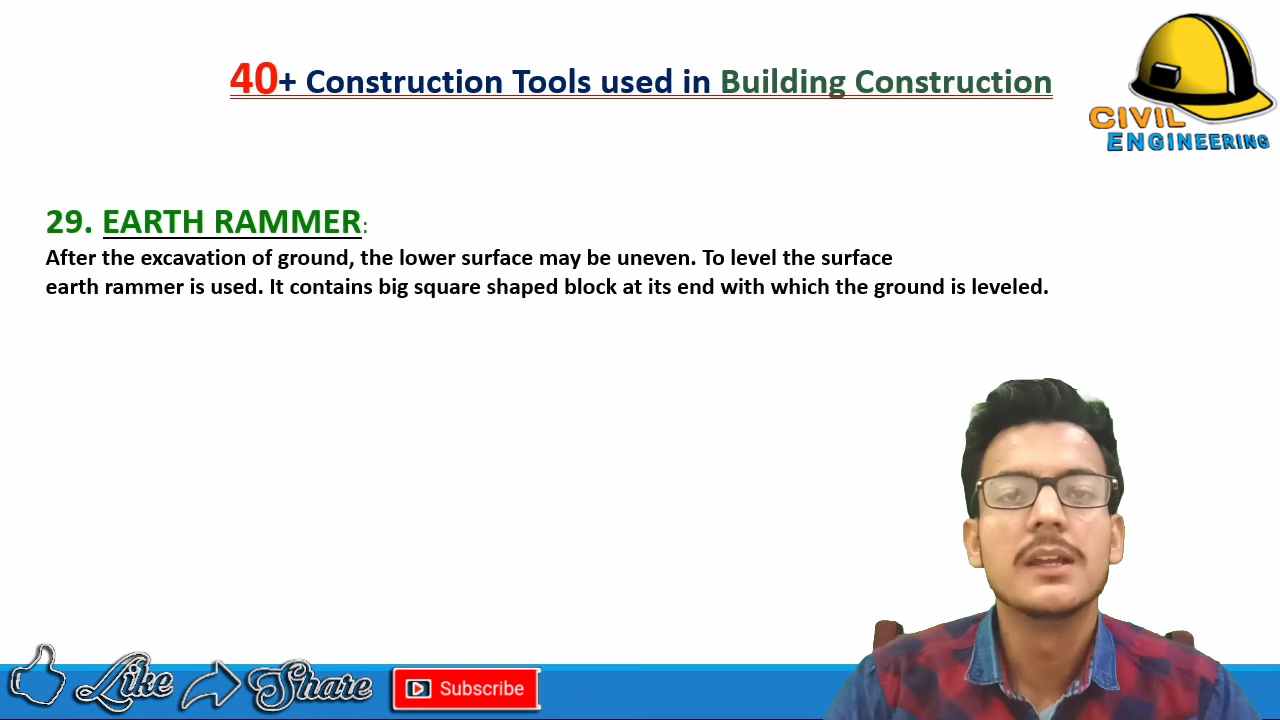 40+ Construction Tools used in Building Construction
CIVIL
ENGINEERING
29. EARTH RAMMER:
After the excavation of ground, the lower surface may be uneven. To level the surface
earth rammer is used. It contains big square shaped block at its end with which the ground is leveled.
Like
Share
Subscribe